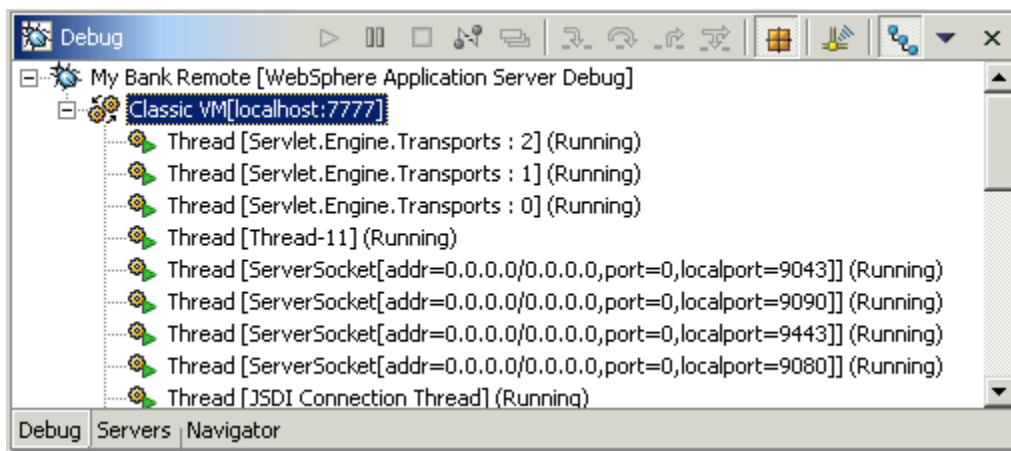 Debug
My Bank Remote [WebSphere Application Server Debug]
Classic VM[localhost:7777]
Thread [Servlet.Engine.Transports : 2] (Running)
Thread [Servlet.Engine.Transports : 1] (Running)
Thread [Servlet.Engine.Transports : 0] (Running)
Thread [Thread-11] (Running)
Thread [ServerSocket[addr=0.0.0.0/0.0.0.0,port=0,localport=9043]] (Running)
Thread [ServerSocket[addr=0.0.0.0/0.0.0.0,port=0,localport=9090]] (Running)
Thread [ServerSocket[addr=0.0.0.0/0.0.0.0,port=0,localport=9443]] (Running)
Thread [ServerSocket[addr=0.0.0.0/0.0.0.0,port=0,localport=9080]] (Running)
Thread [JSDI Connection Thread] (Running)
Debug Servers Navigator